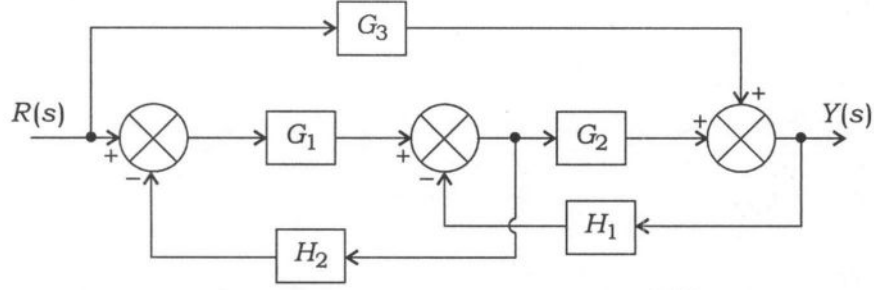 G₃
R(s)
Y(s)
+
+
+
G₁
+
G₂
−
−
H₁
H₂